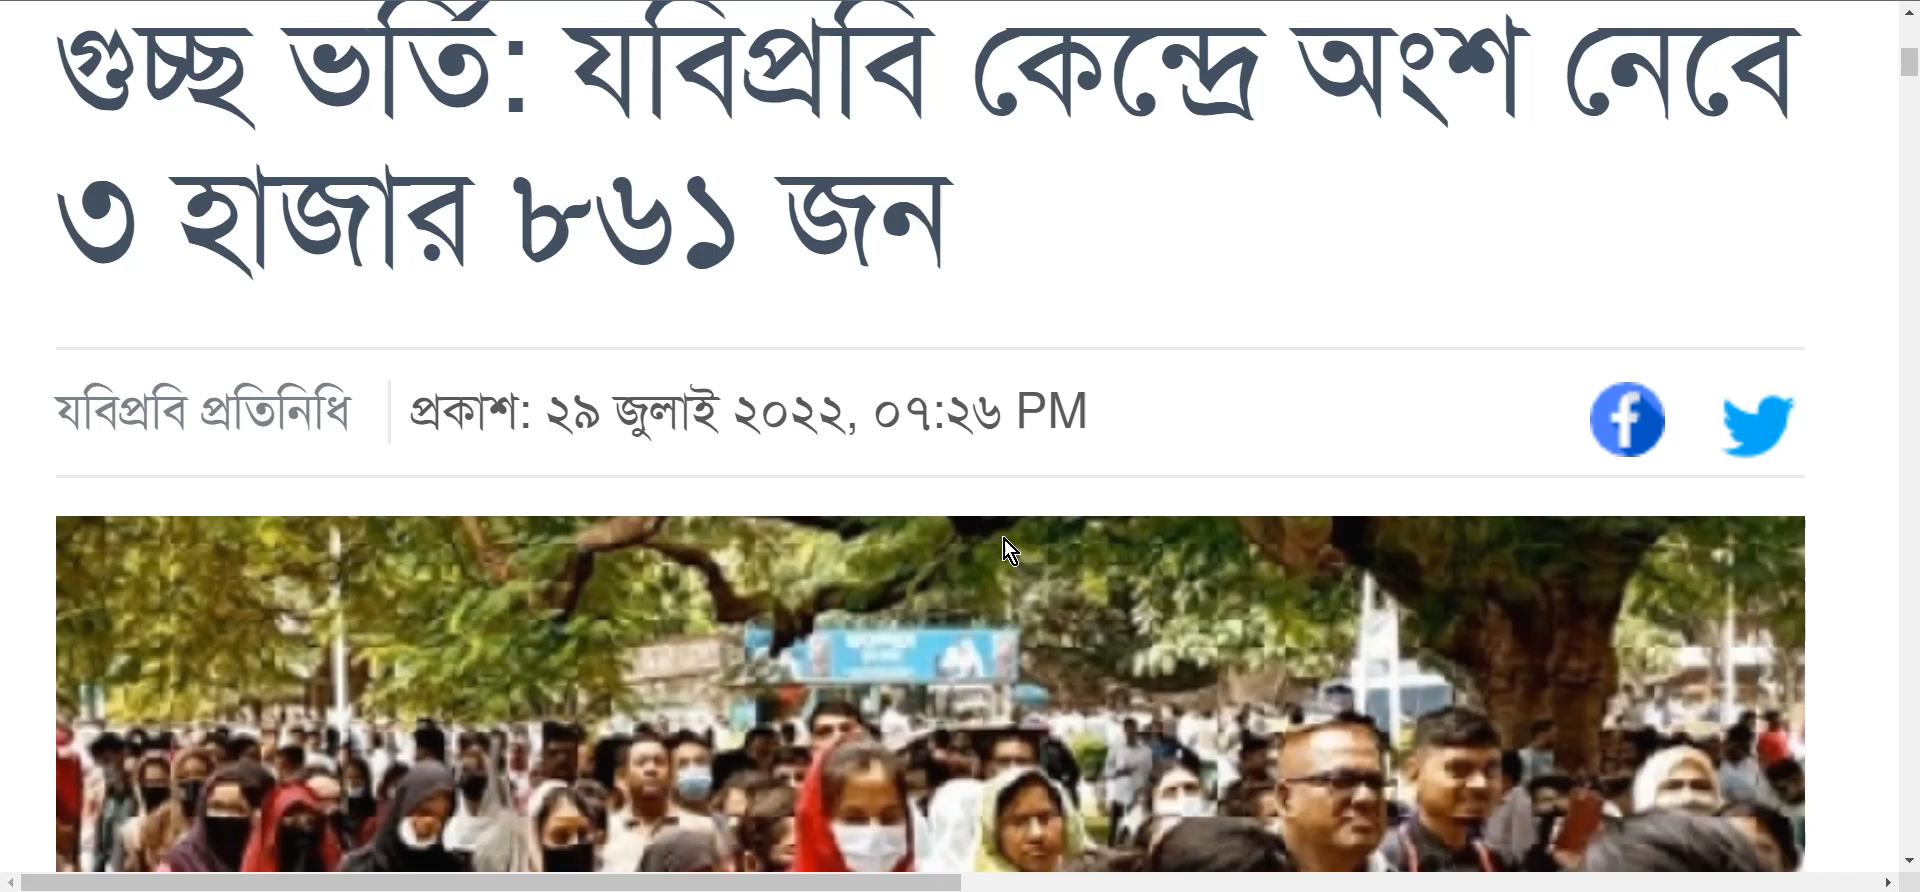 গুচ্ছ ভর্তি: যবিপ্রবি কেন্দ্রে অংশ নেবে
৩ হাজার ৮৬১ জন
যবিপ্রবি প্রতিনিধি
প্রকাশ: ২৯ জুলাই ২০২২, ০৭:২৬ PM